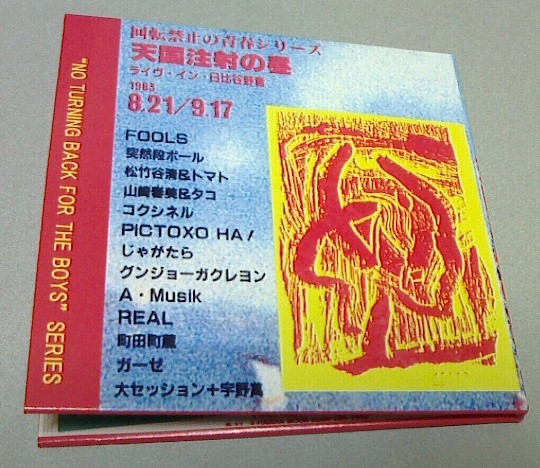 "NO TURNING BACK FOR THE BOYS" SERIES
回転禁止の青春シリーズ
天国注射の昼
ライヴ・イン・日比谷野音
1983
8.21/9.17
FOOLS
突然段ボール
松竹谷清&トマト
山崎春美&タコ
コクシネル
PICTOXO HA!
じゃがたら
グンジョーガクレヨン
A・Musik
REAL
町田町蔵
ガーゼ
大セッション+宇野萬